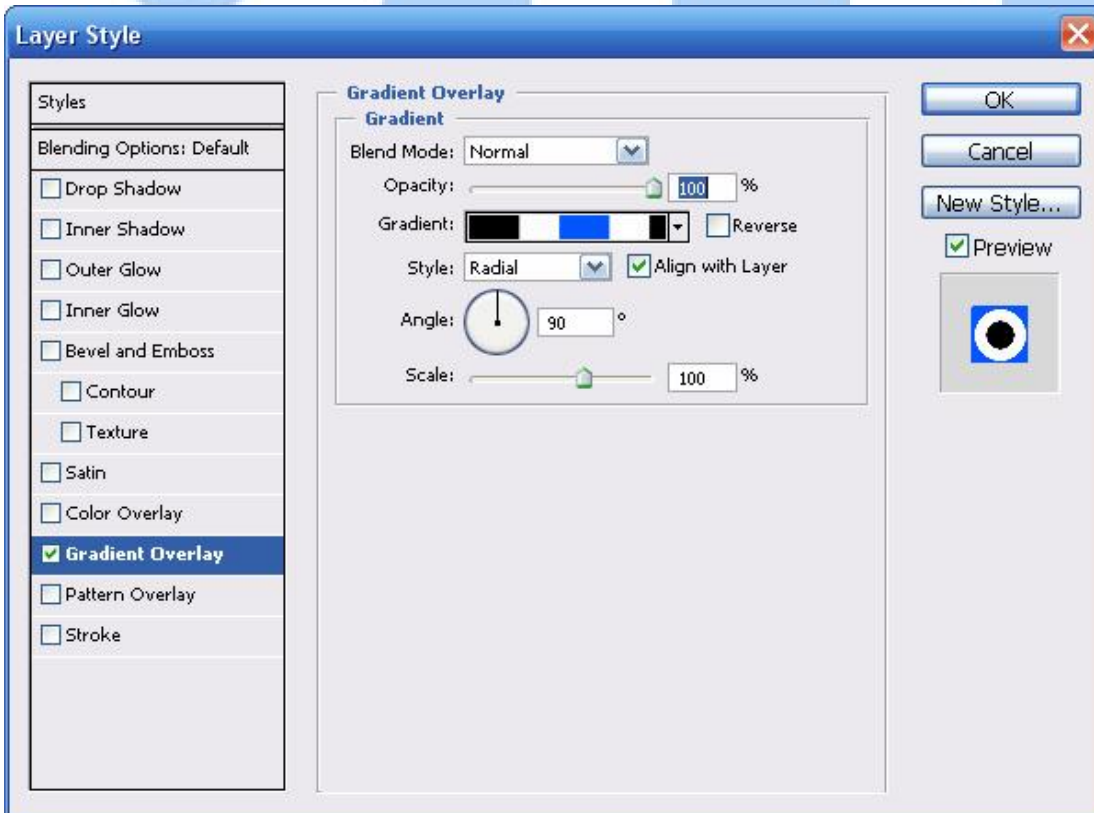 Layer Style
Styles
Blending Options: Default
Drop Shadow
Inner Shadow
Outer Glow
Inner Glow
Bevel and Emboss
Contour
Texture
Satin
Color Overlay
Gradient Overlay
Pattern Overlay
Stroke
Gradient Overlay
Gradient
Blend Mode: Normal
Opacity: 100 %
Gradient: Reverse
Style: Radial Align with Layer
Angle: 90 °
Scale: 100 %
OK
Cancel
New Style...
Preview